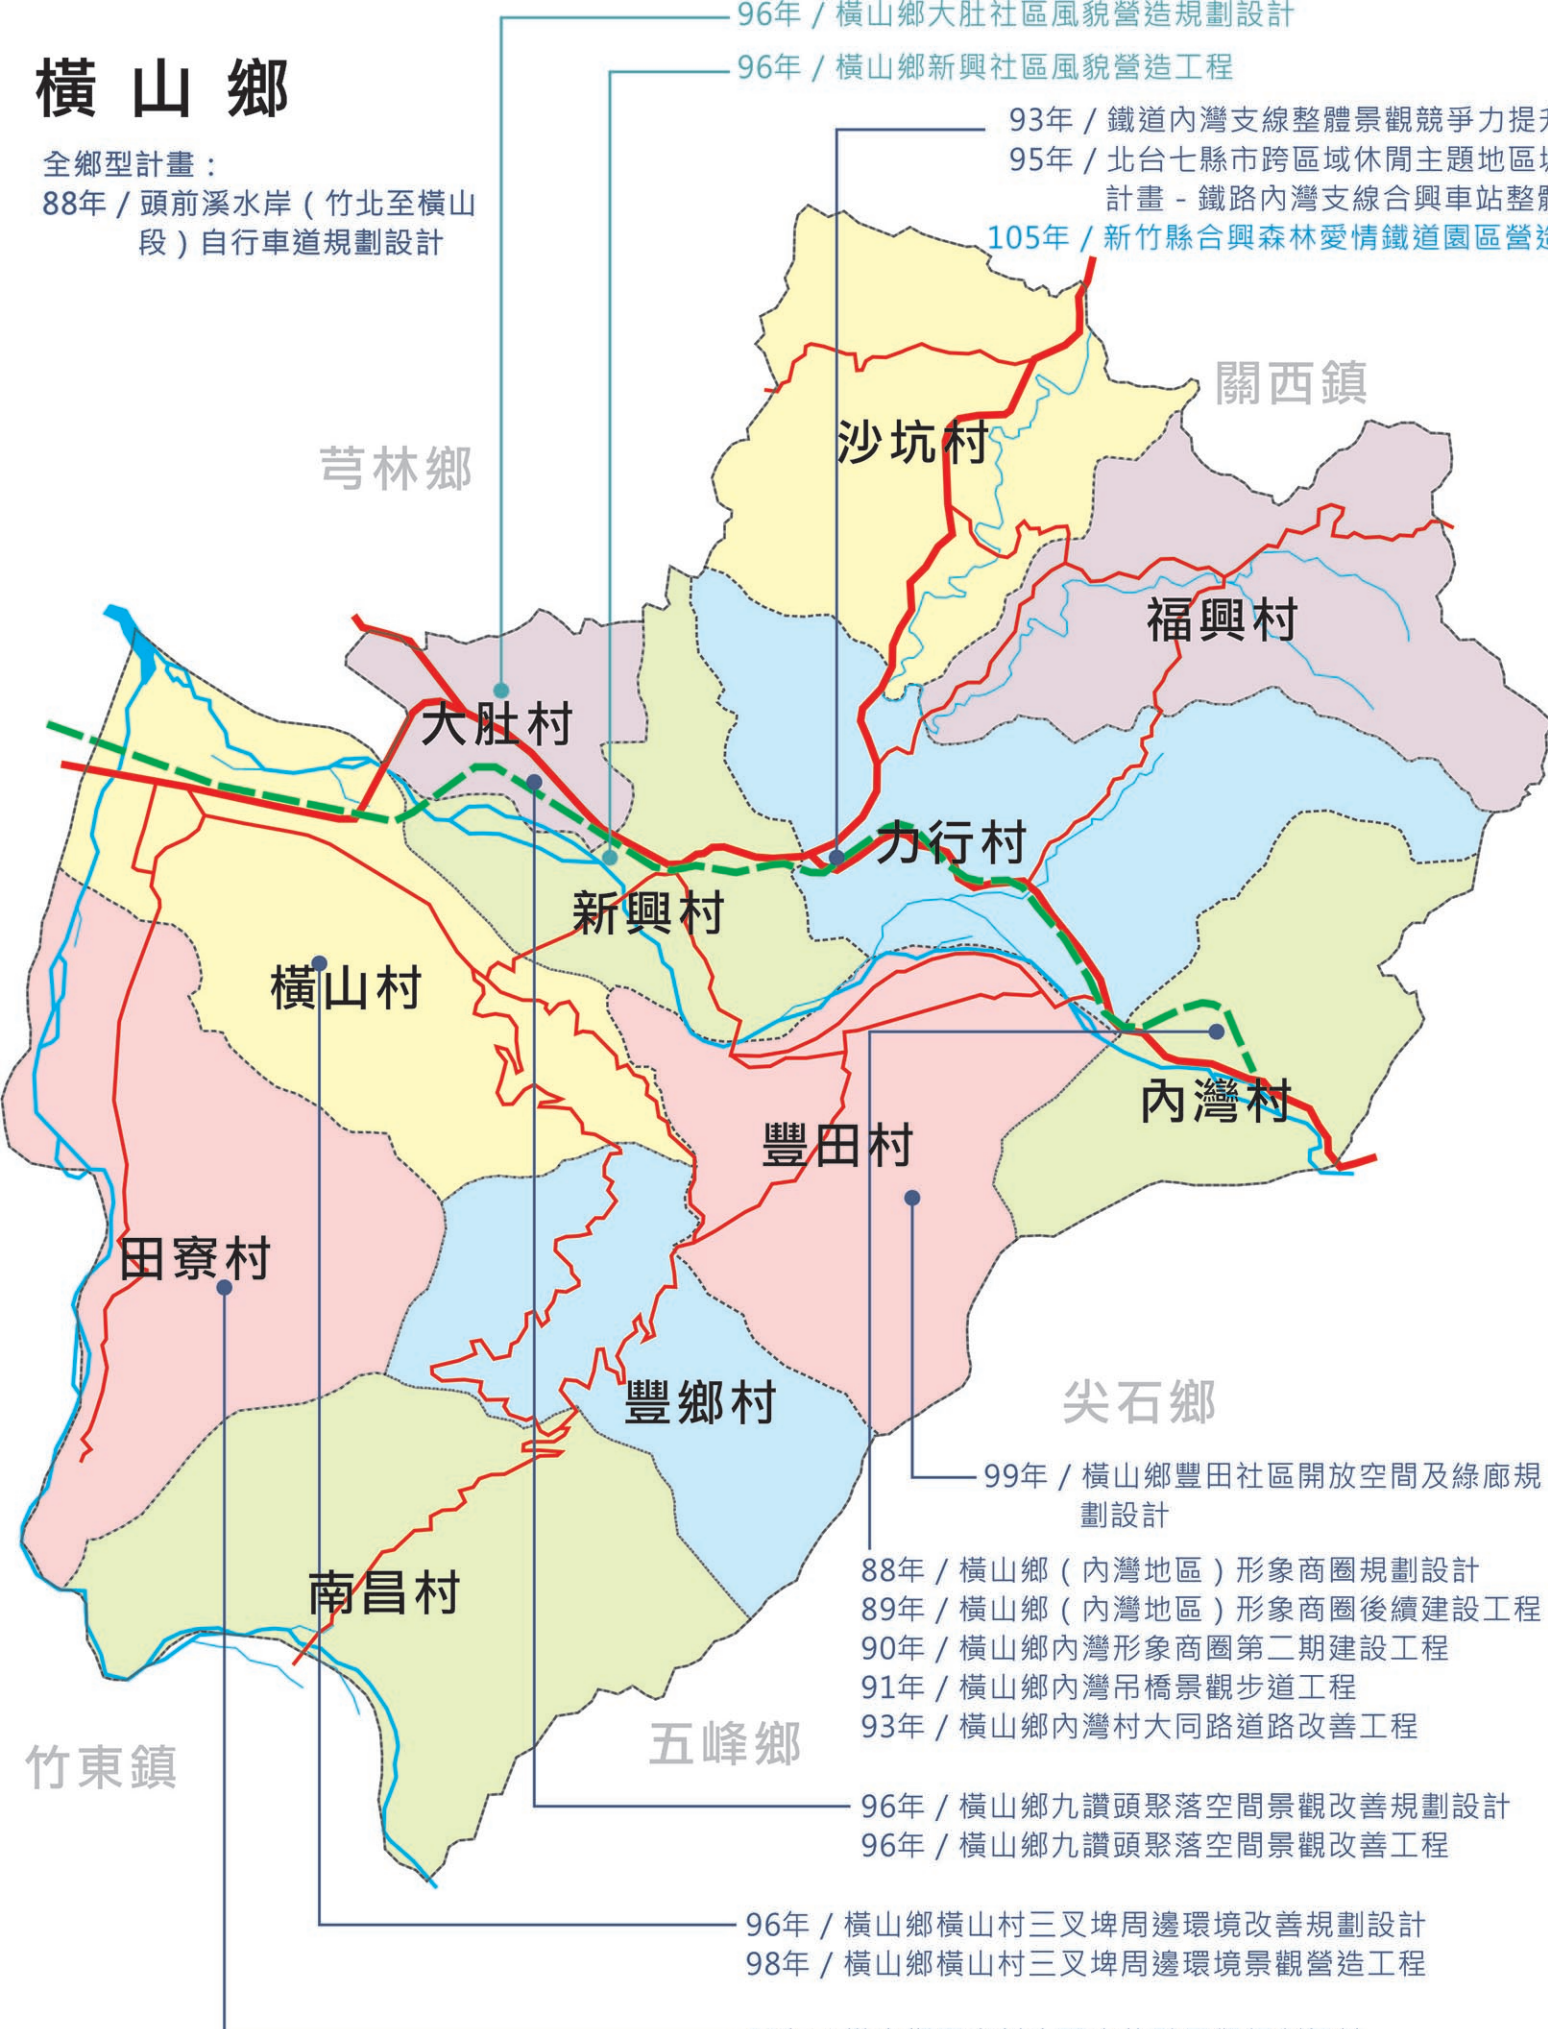 96年 / 橫山鄉大肚社區風貌營造規劃設計
96年 / 橫山鄉新興社區風貌營造工程
橫山鄉
全鄉型計畫：
88年 / 頭前溪水岸（竹北至橫山
段）自行車道規劃設計
93年 / 鐵道內灣支線整體景觀競爭力提升
95年 / 北台七縣市跨區域休閒主題地區
計畫－鐵路內灣支線合興車站整體
105年 / 新竹縣合興森林愛情鐵道園區營造
關西鎮
芎林鄉
沙坑村
福興村
大肚村
力行村
新興村
橫山村
內灣村
豐田村
田寮村
豐鄉村
尖石鄉
99年 / 橫山鄉豐田社區開放空間及綠廊規
劃設計
南昌村
88年 / 橫山鄉（內灣地區）形象商圈規劃設計
89年 / 橫山鄉（內灣地區）形象商圈後續建設工程
90年 / 橫山鄉內灣形象商圈第二期建設工程
91年 / 橫山鄉內灣吊橋景觀步道工程
93年 / 橫山鄉內灣村大同路道路改善工程
五峰鄉
竹東鎮
96年 / 橫山鄉九讚頭聚落空間景觀改善規劃設計
96年 / 橫山鄉九讚頭聚落空間景觀改善工程
96年 / 橫山鄉橫山村三叉埤周邊環境改善規劃設計
98年 / 橫山鄉橫山村三叉埤周邊環境景觀營造工程